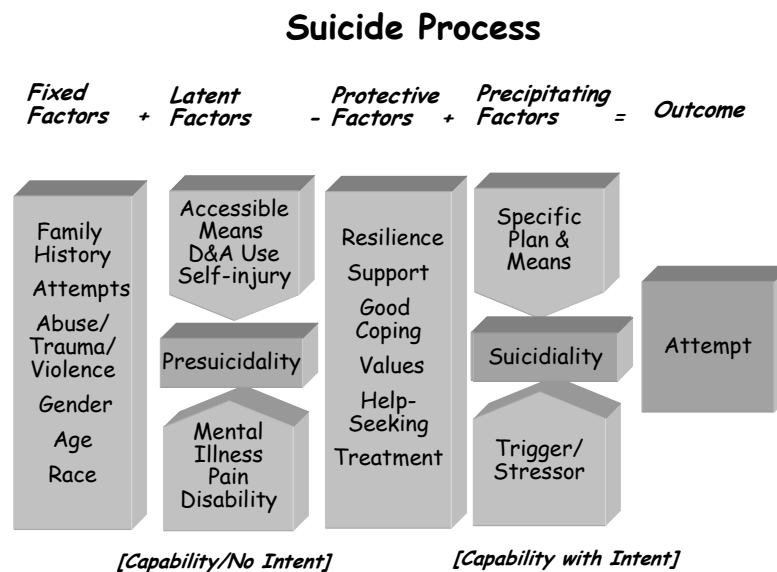 Suicide Process
Fixed
Factors
+
Latent
Factors
-
Protective
Factors
+
Precipitating
Factors
=
Outcome
Family
History
Attempts
Abuse/
Trauma/
Violence
Gender
Age
Race
Accessible
Means
D&A Use
Self-injury
Presuicidality
Mental
Illness
Pain
Disability
Resilience
Support
Good
Coping
Values
Help-
Seeking
Treatment
Specific
Plan &
Means
Suicidiality
Trigger/
Stressor
Attempt
[Capability/No Intent]
[Capability with Intent]